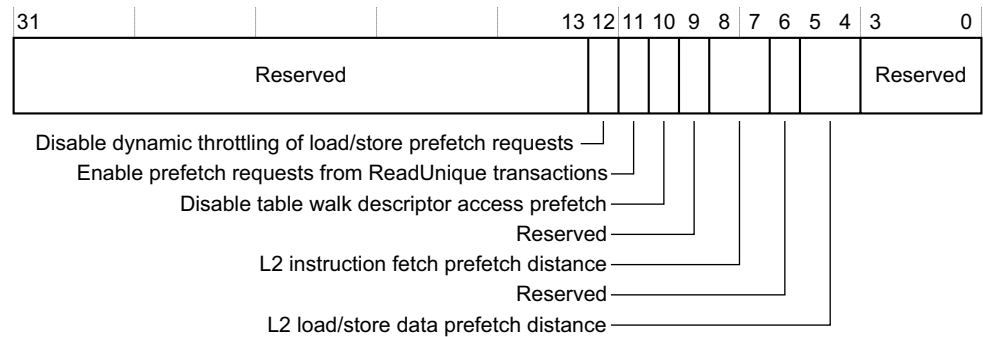 31 13 12 11 10 9 8 7 6 5 4 3 0
Reserved Reserved
Disable dynamic throttling of load/store prefetch requests
Enable prefetch requests from ReadUnique transactions
Disable table walk descriptor access prefetch
Reserved
L2 instruction fetch prefetch distance
Reserved
L2 load/store data prefetch distance